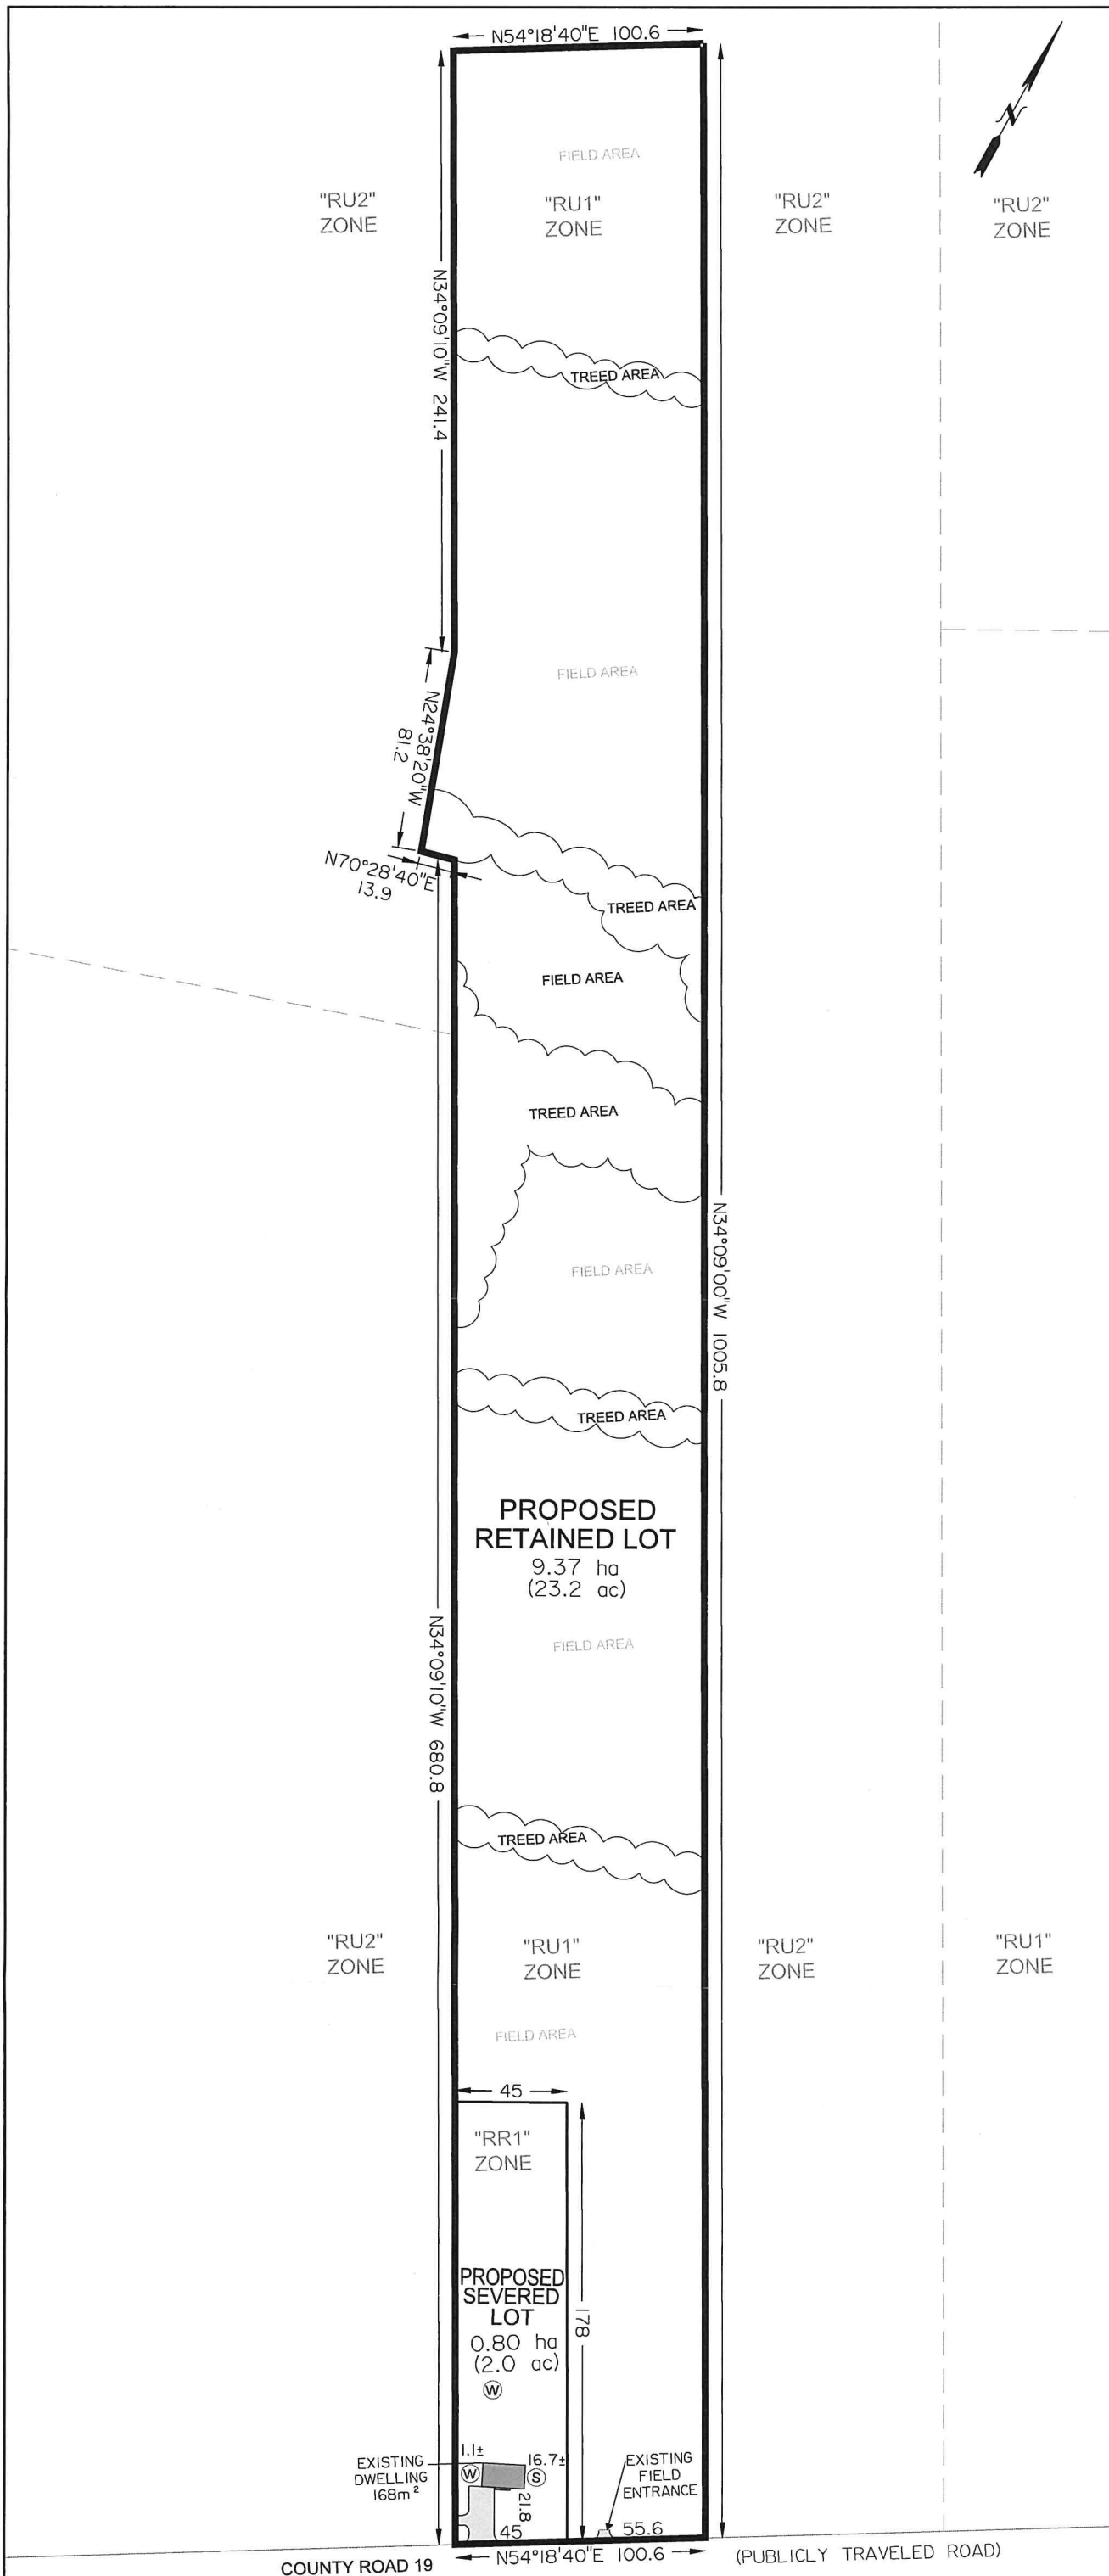 N54°18'40"E 100.6
N
FIELD AREA
"RU2"
ZONE
"RU1"
ZONE
"RU2"
ZONE
"RU2"
ZONE
N34°09'10"W 241.4
TREED AREA
FIELD AREA
N24°38'20"W
81.2
N70°28'40"E
13.9
TREED AREA
FIELD AREA
TREED AREA
N34°09'00"W 1005.8
FIELD AREA
TREED AREA
PROPOSED
RETAINED LOT
9.37 ha
(23.2 ac)
FIELD AREA
N34°09'10"W 680.8
TREED AREA
"RU2"
ZONE
"RU1"
ZONE
"RU2"
ZONE
"RU1"
ZONE
FIELD AREA
45
"RR1"
ZONE
178
PROPOSED
SEVERED
LOT
0.80 ha
(2.0 ac)
W
EXISTING
DWELLING
168m²
1.1±
W
16.7±
S
21.8
EXISTING
FIELD
ENTRANCE
45
55.6
COUNTY ROAD 19
N54°18'40"E 100.6
(PUBLICLY TRAVELED ROAD)